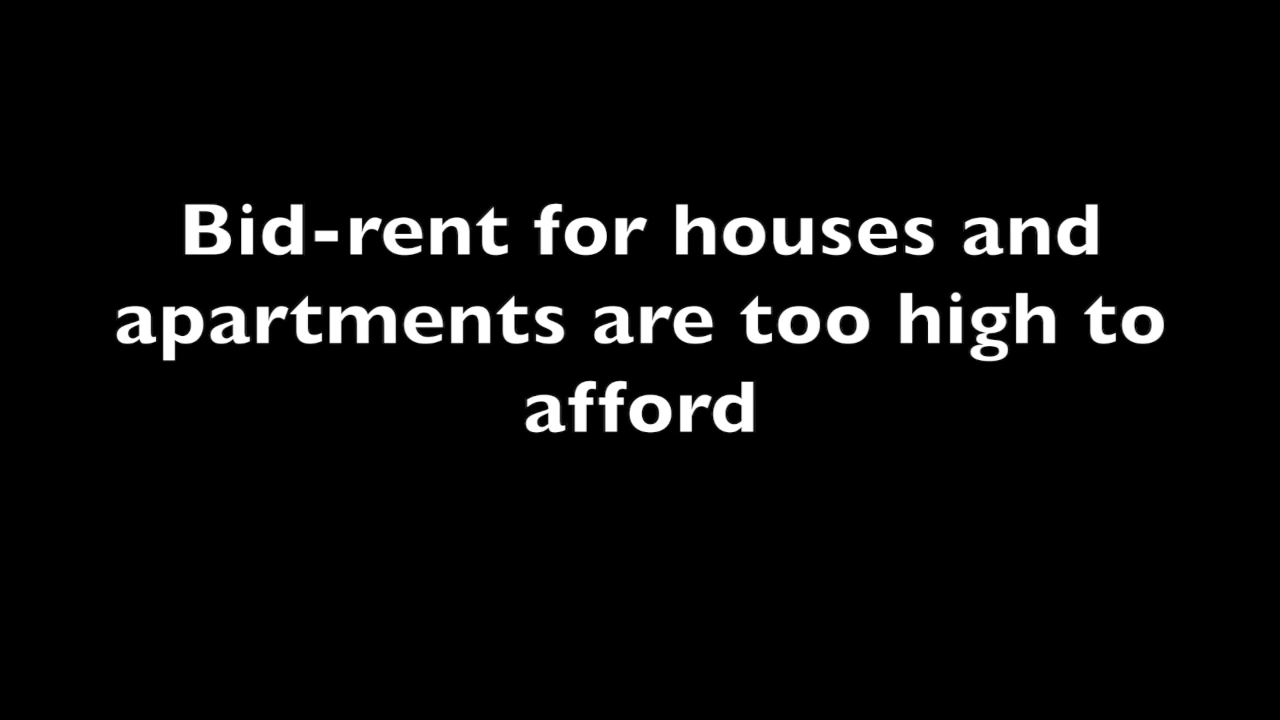 Bid-rent for houses and
apartments are too high to
afford